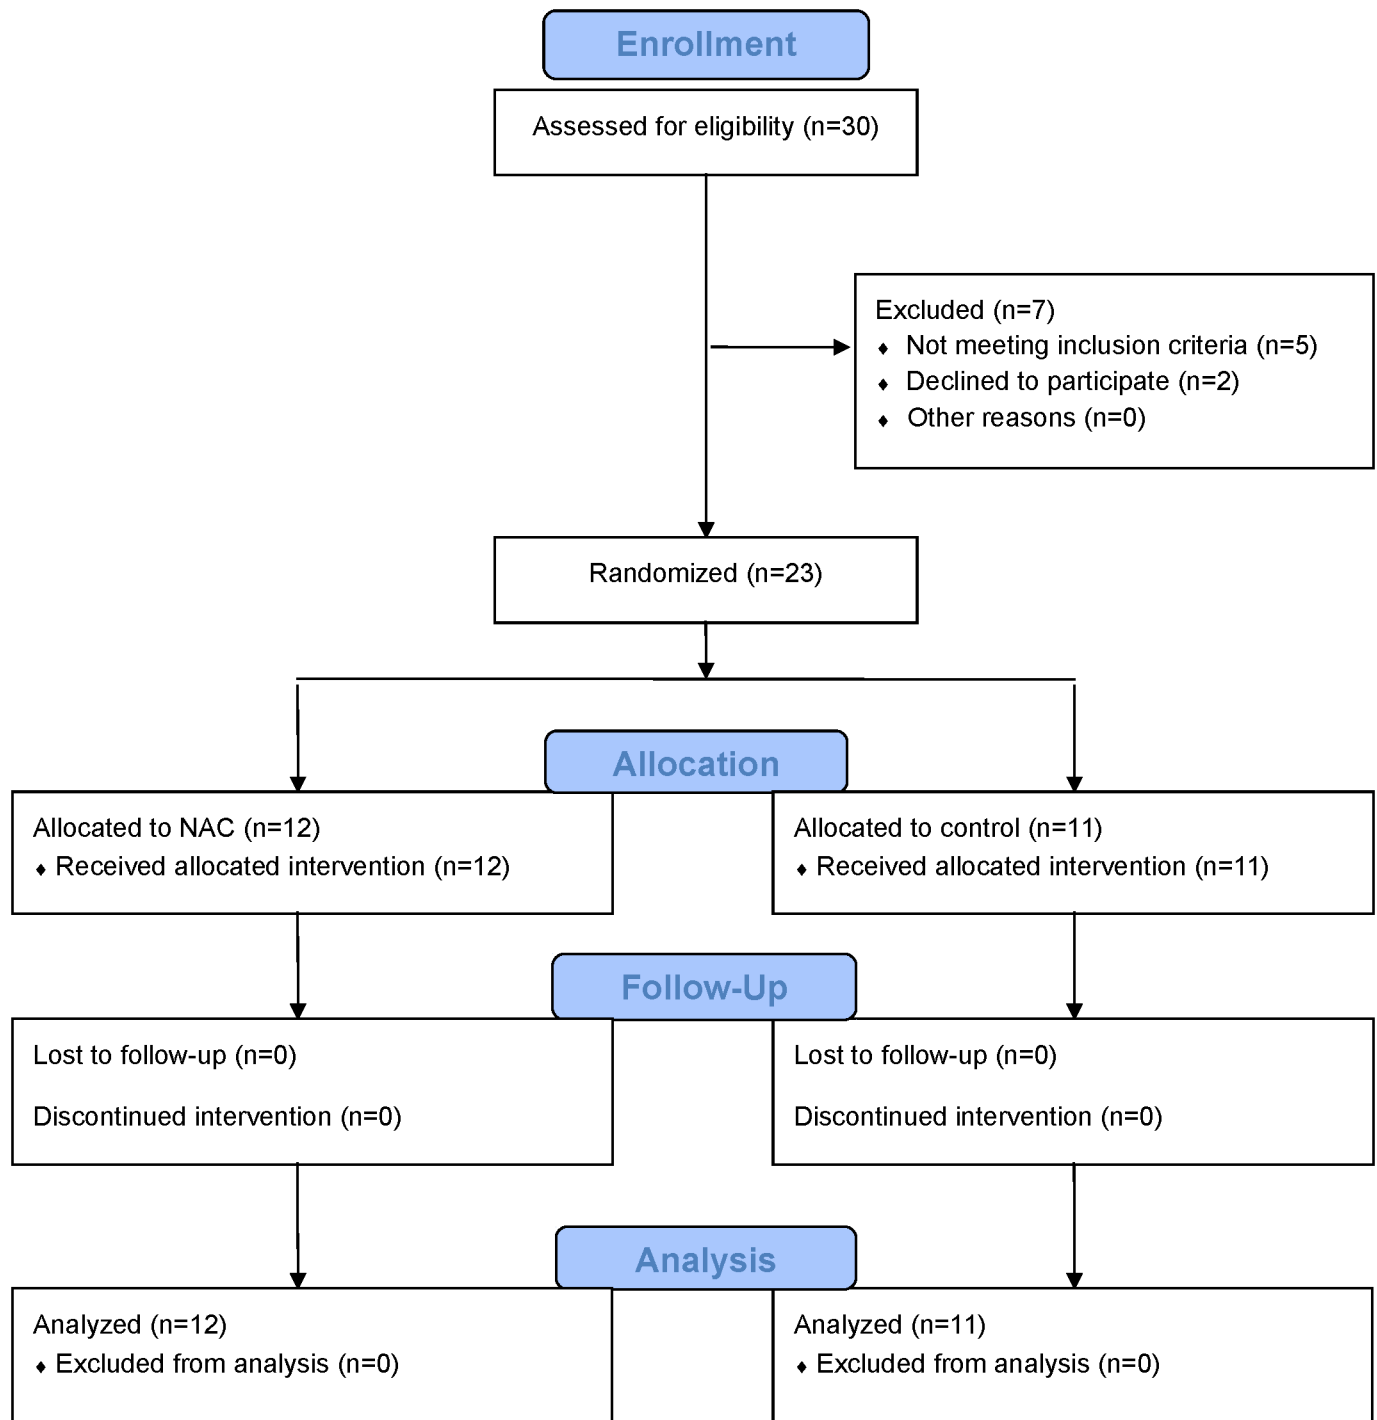 Enrollment
Assessed for eligibility (n=30)
Excluded (n=7)
♦ Not meeting inclusion criteria (n=5)
♦ Declined to participate (n=2)
♦ Other reasons (n=0)
Randomized (n=23)
Allocation
Allocated to NAC (n=12)
♦ Received allocated intervention (n=12)
Allocated to control (n=11)
♦ Received allocated intervention (n=11)
Follow-Up
Lost to follow-up (n=0)
Discontinued intervention (n=0)
Lost to follow-up (n=0)
Discontinued intervention (n=0)
Analysis
Analyzed (n=12)
♦ Excluded from analysis (n=0)
Analyzed (n=11)
♦ Excluded from analysis (n=0)